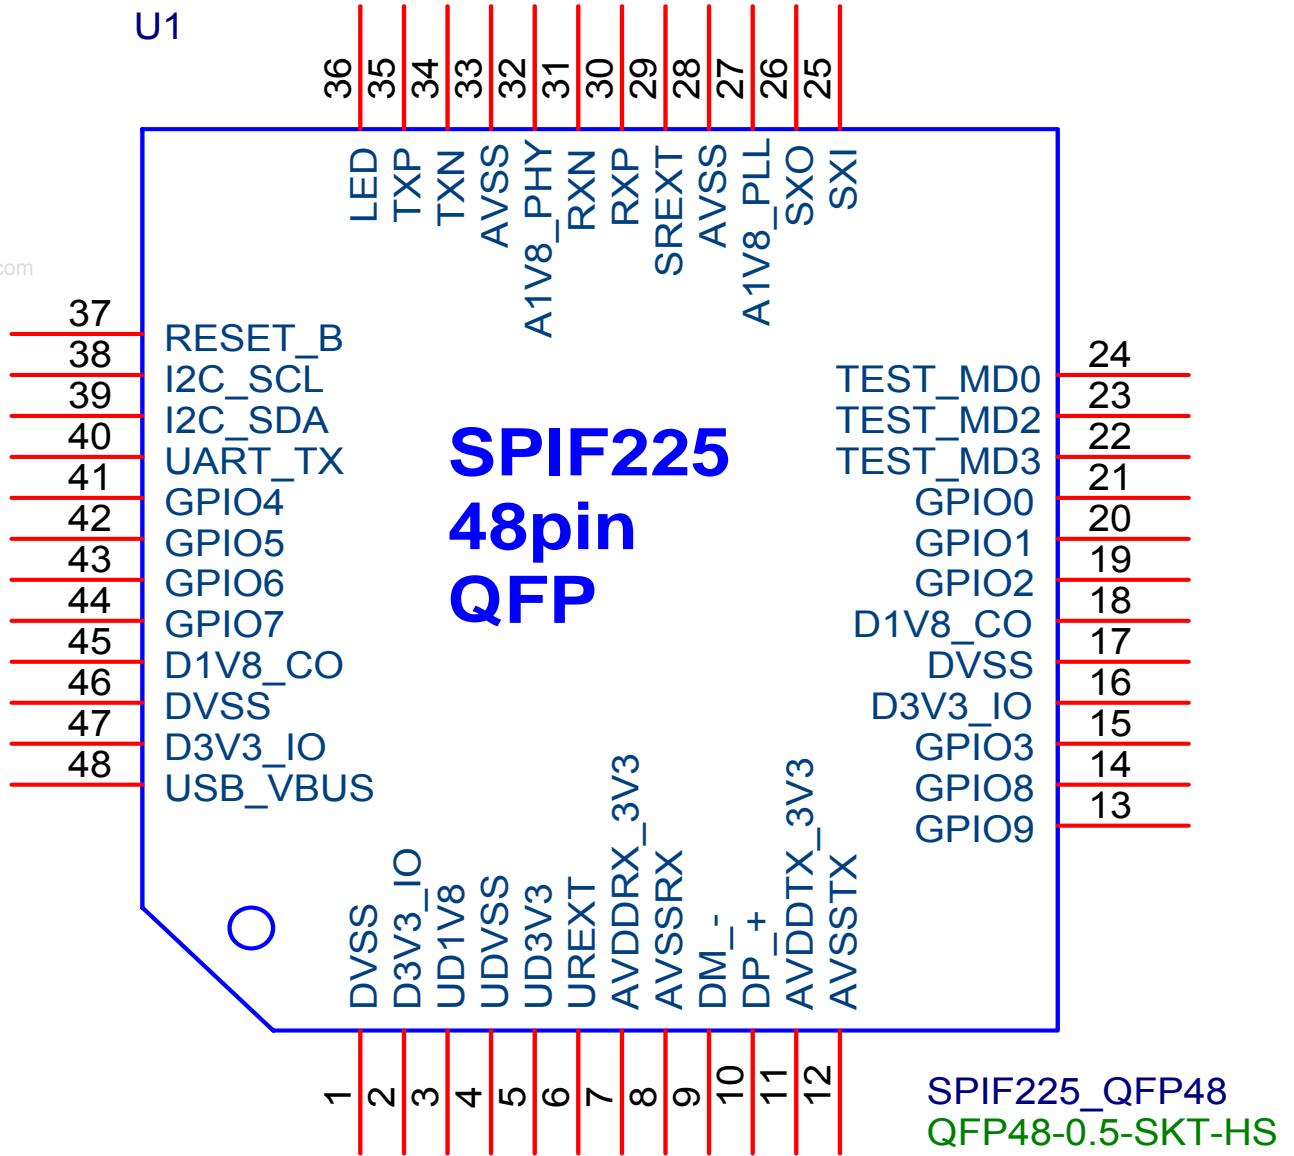 U1
36 35 34 33 32 31 30 29 28 27 26 25
LED TXP TXN AVSS A1V8_PHY RXN RXP SREXT AVSS A1V8_PLL SXO SXI
com
37 RESET_B
38 I2C_SCL
39 I2C_SDA
40 UART_TX
41 GPIO4
42 GPIO5
43 GPIO6
44 GPIO7
45 D1V8_CO
46 DVSS
47 D3V3_IO
48 USB_VBUS
SPIF225
48pin
QFP
TEST_MD0 24
TEST_MD2 23
TEST_MD3 22
GPIO0 21
GPIO1 20
GPIO2 19
D1V8_CO 18
DVSS 17
D3V3_IO 16
GPIO3 15
GPIO8 14
GPIO9 13
DVSS D3V3_IO UD1V8 UDVSS UD3V3 UREXT AVDDRX_3V3 AVSSRX DM_- DP_+ AVDDTX_3V3 AVSSTX
1 2 3 4 5 6 7 8 9 10 11 12
SPIF225_QFP48
QFP48-0.5-SKT-HS